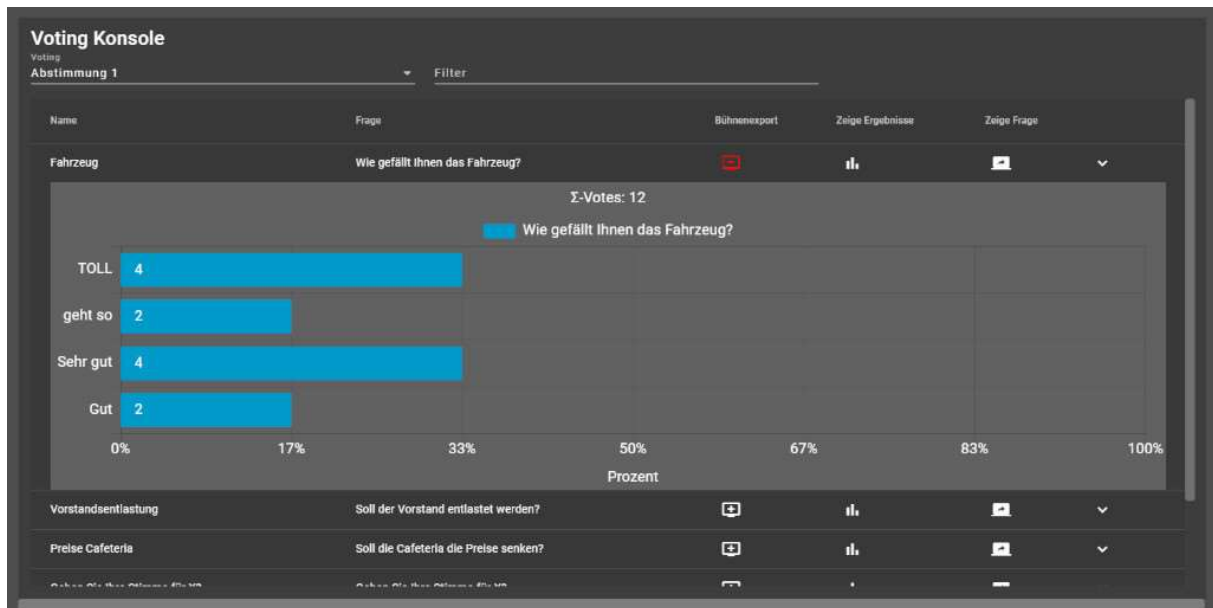 Voting Konsole
Voting
Abstimmung 1 Filter
Name Frage Bühnenexport Zeige Ergebnisse Zeige Frage
Fahrzeug Wie gefällt Ihnen das Fahrzeug?
Σ-Votes: 12
Wie gefällt Ihnen das Fahrzeug?
TOLL 4
geht so 2
Sehr gut 4
Gut 2
0% 17% 33% 50% 67% 83% 100%
Prozent
Vorstandsentlastung Soll der Vorstand entlastet werden?
Preise Cafeteria Soll die Cafeteria die Preise senken?